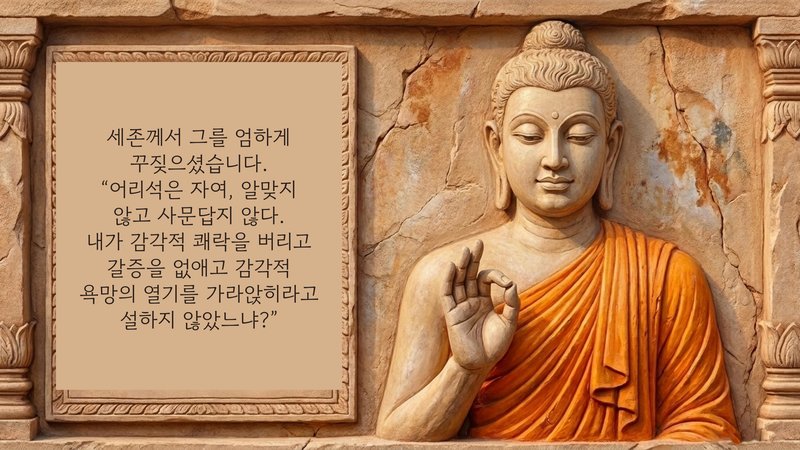 세존께서 그를 엄하게
꾸짖으셨습니다.
“어리석은 자여, 알맞지
않고 사문답지 않다.
내가 감각적 쾌락을 버리고
갈증을 없애고 감각적
욕망의 열기를 가라앉히라고
설하지 않았느냐?”